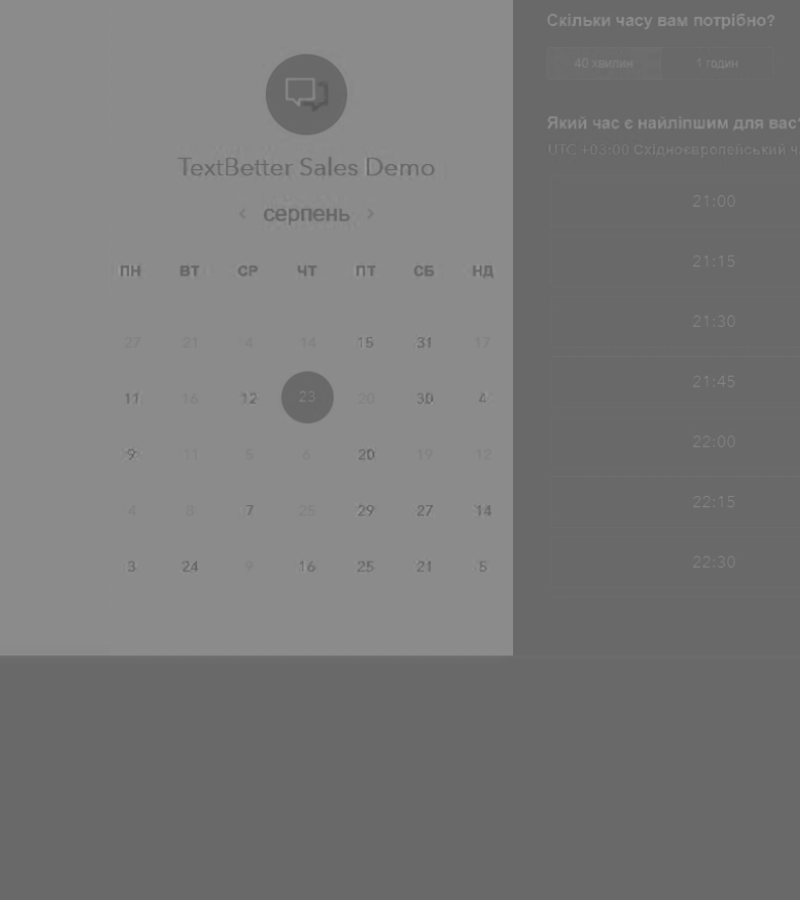 TextBetter Sales Demo
‹ серпень ›
ПН ВТ СР ЧТ ПТ СБ НД
27 21 4 14 15 31 17
11 16 12 23 20 30 4
9 11 5 6 20 19 12
4 8 7 25 29 27 14
3 24 9 16 25 21 5
Скільки часу вам потрібно?
40 хвилин 1 годин
Який час є найліпшим для вас
UTC +03:00 Східноєвропейський
21:00
21:15
21:30
21:45
22:00
22:15
22:30